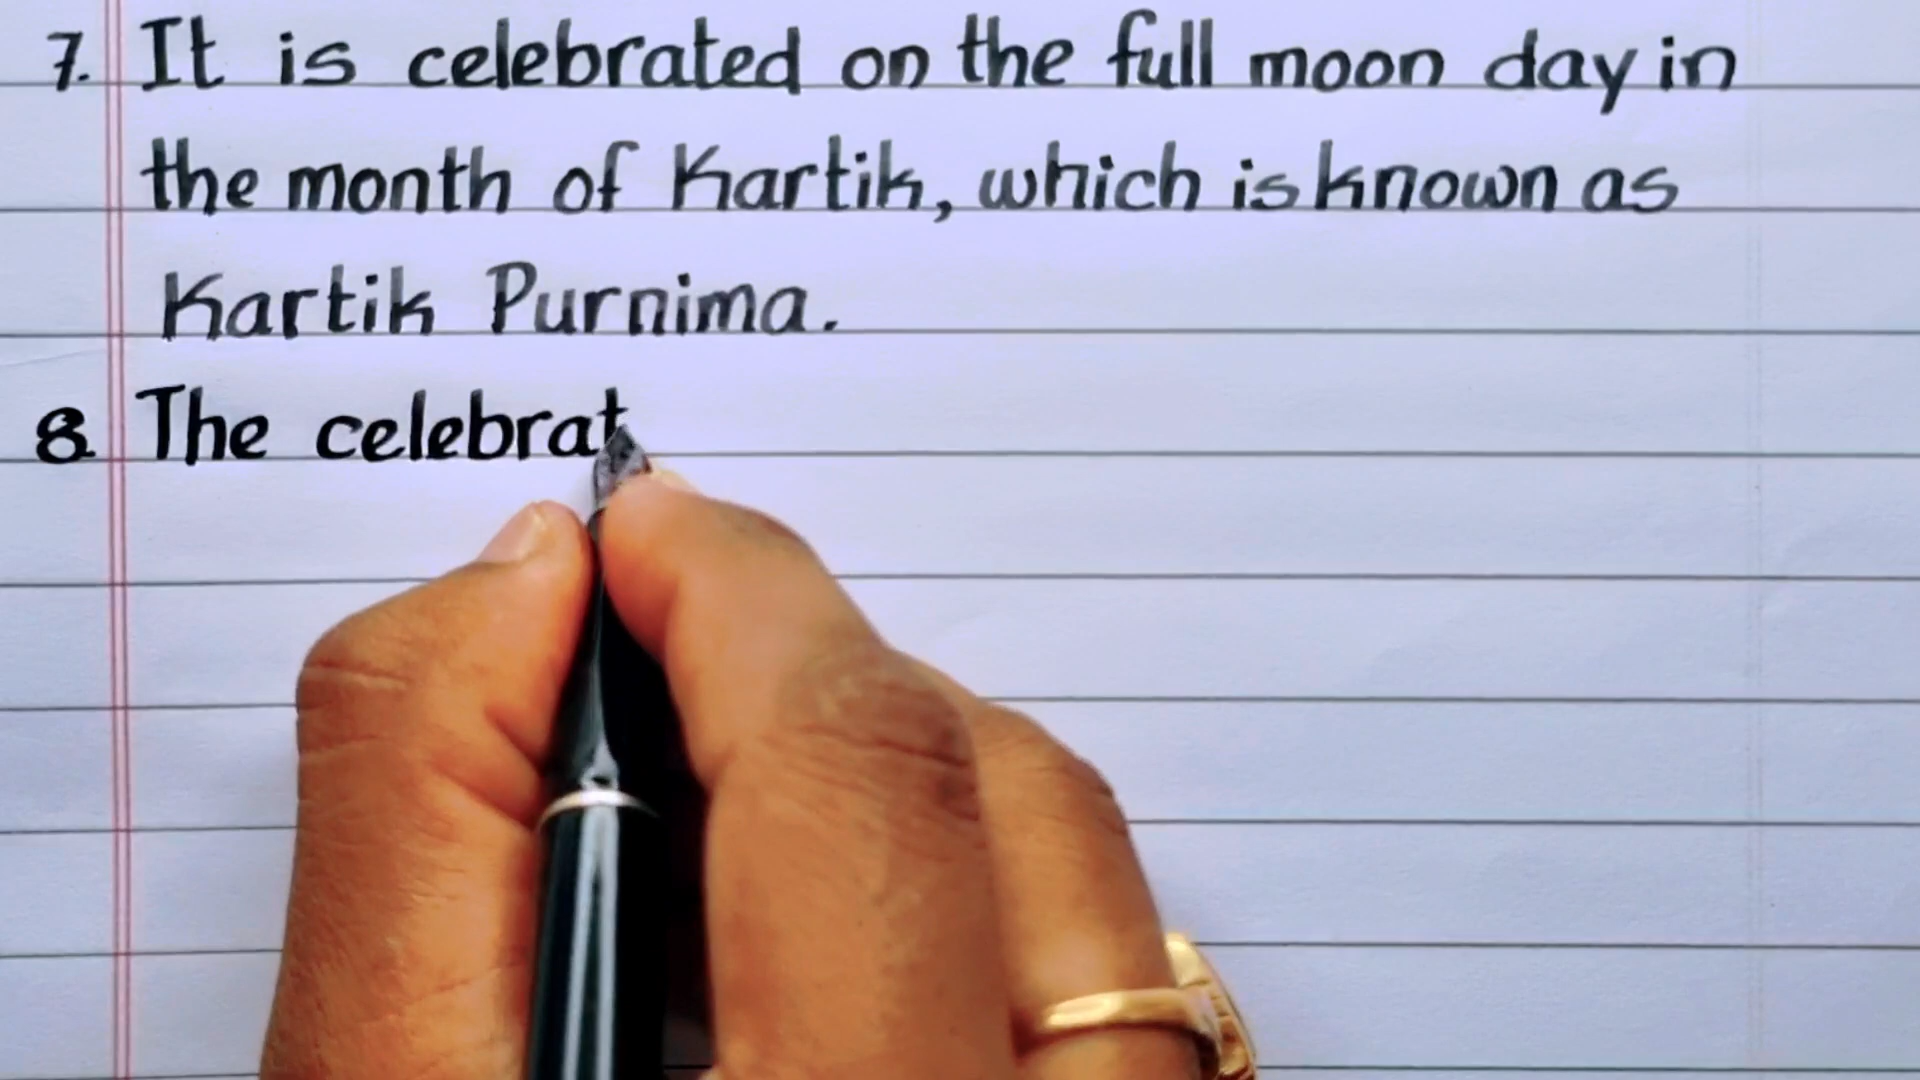 7. It is celebrated on the full moon day in
the month of Kartik, which is known as
Kartik Purnima.
8. The celebrat